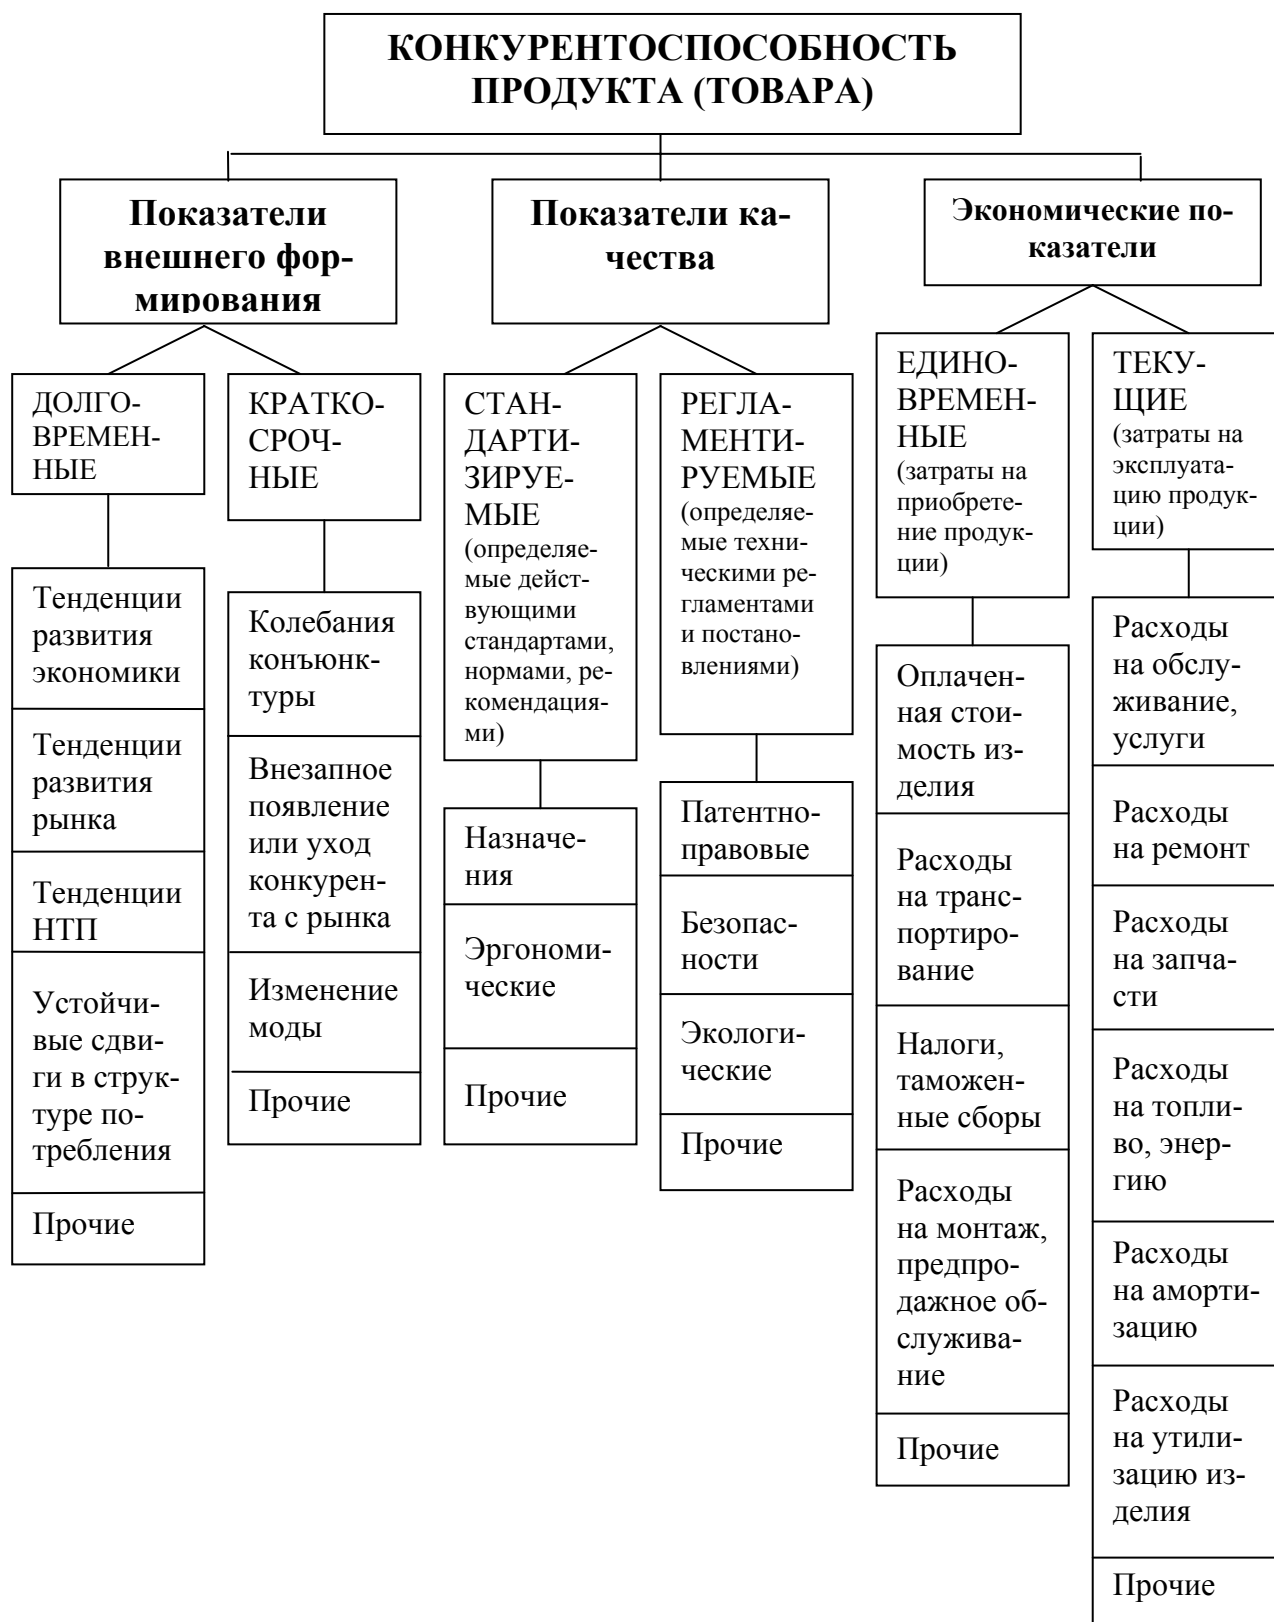 КОНКУРЕНТОСПОСОБНОСТЬ
ПРОДУКТА (ТОВАРА)
Показатели
внешнего фор-
мирования
Показатели ка-
чества
Экономические по-
казатели
ДОЛГО-
ВРЕМЕН-
НЫЕ
КРАТКО-
СРОЧ-
НЫЕ
СТАН-
ДАРТИ-
ЗИРУЕ-
МЫЕ
(определяе-
мые дейст-
вующими
стандартами,
нормами, ре-
комендация-
ми)
РЕГЛА-
МЕНТИ-
РУЕМЫЕ
(определяе-
мые техни-
ческими ре-
гламентами
и постано-
влениями)
ЕДИНО-
ВРЕМЕН-
НЫЕ
(затраты на
приобрете-
ние продук-
ции)
ТЕКУ-
ЩИЕ
(затраты на
эксплуата-
цию продук-
ции)
Тенденции
развития
экономики
Тенденции
развития
рынка
Тенденции
НТП
Устойчи-
вые сдви-
ги в струк-
туре по-
требления
Прочие
Колебания
конъюнк-
туры
Внезапное
появление
или уход
конкурен-
та с рынка
Изменение
моды
Прочие
Назначе-
ния
Эргономи-
ческие
Прочие
Патентно-
правовые
Безопас-
ности
Экологи-
ческие
Прочие
Оплачен-
ная стои-
мость из-
делия
Расходы
на транс-
портиро-
вание
Налоги,
таможен-
ные сборы
Расходы
на монтаж,
предпро-
дажное об-
служива-
ние
Прочие
Расходы
на обслу-
живание,
услуги
Расходы
на ремонт
Расходы
на запча-
сти
Расходы
на топли-
во, энер-
гию
Расходы
на аморти-
зацию
Расходы
на утили-
зацию из-
делия
Прочие